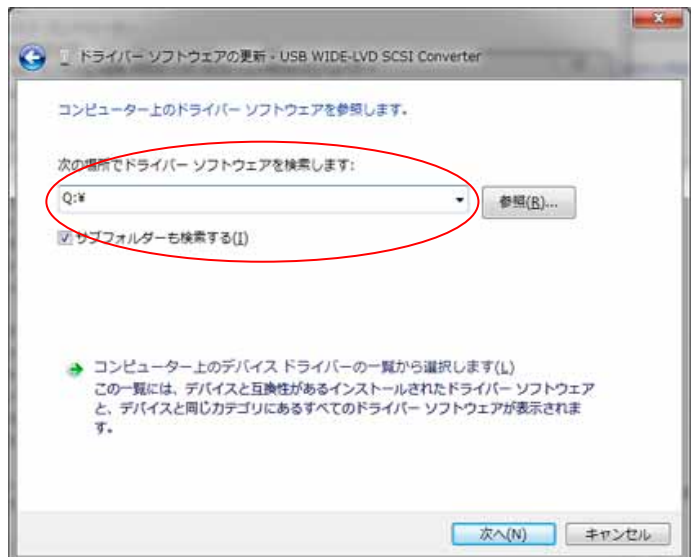 ドライバー ソフトウェアの更新 - USB WIDE-LVD SCSI Converter
コンピューター上のドライバー ソフトウェアを参照します。
次の場所でドライバー ソフトウェアを検索します:
Q:¥
参照(R)...
サブフォルダーも検索する(I)
コンピューター上のデバイス ドライバーの一覧から選択します(L)
この一覧には、デバイスと互換性があるインストールされたドライバー ソフトウェア
と、デバイスと同じカテゴリにあるすべてのドライバー ソフトウェアが表示されま
す。
次へ(N)
キャンセル